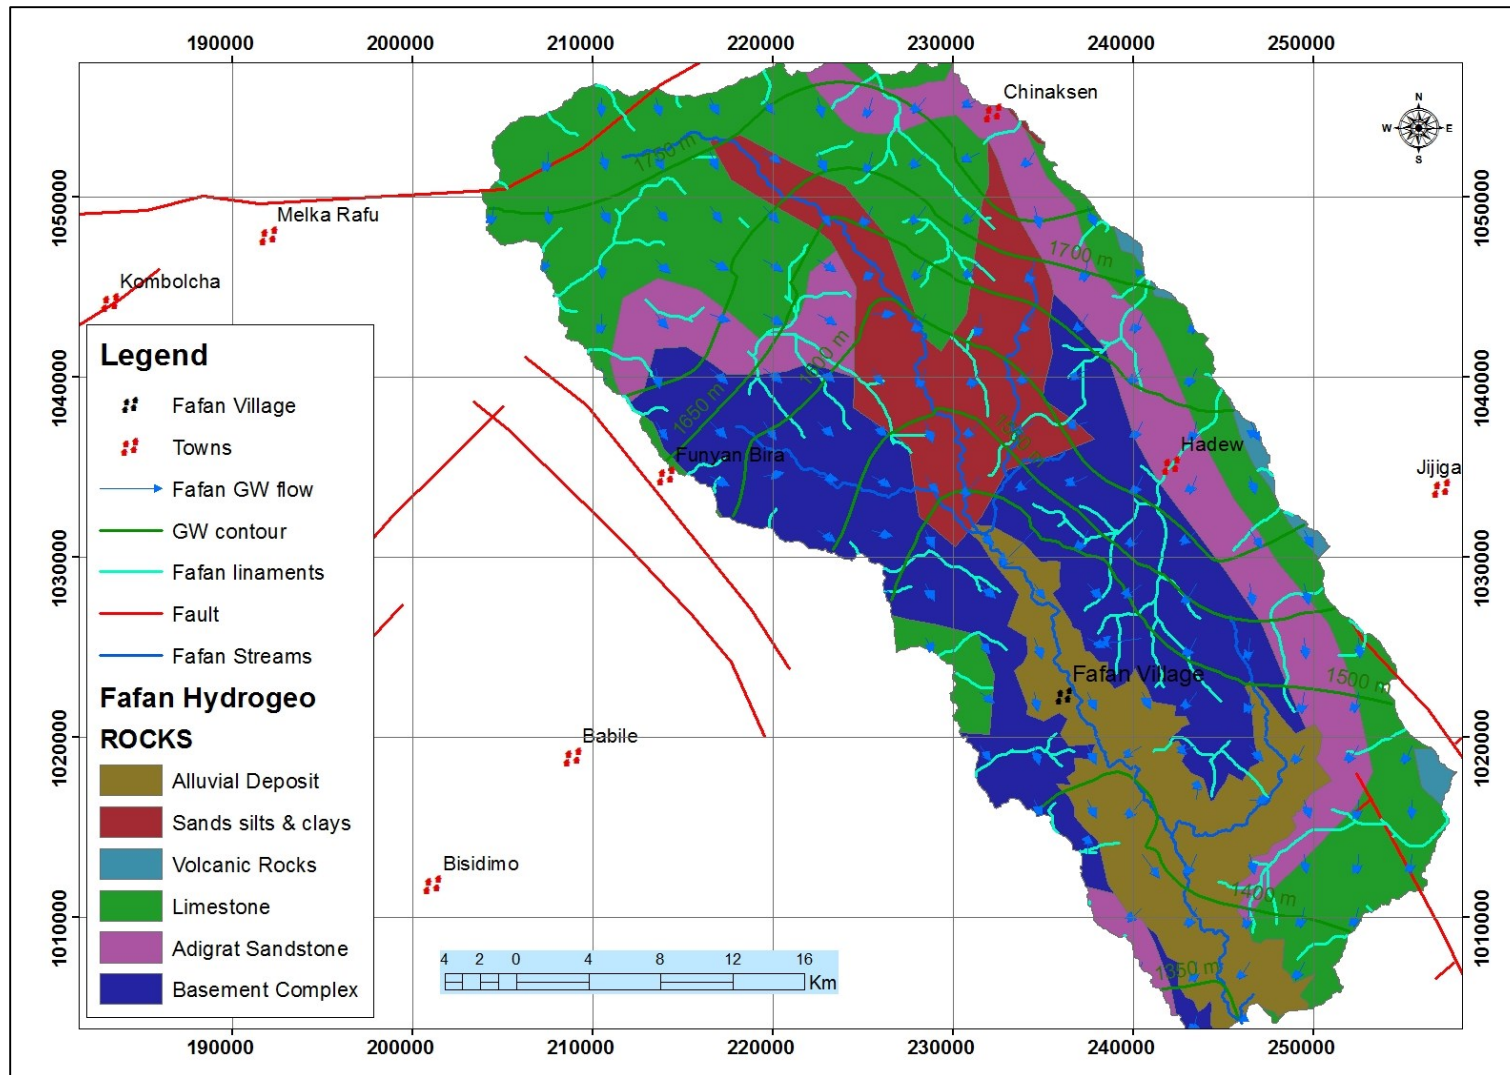 190000 200000 210000 220000 230000 240000 250000
N
W E
S
Chinaksen
1750 m
1050000 1050000
Melka Rafu
1700 m
Kombolcha
Legend
Fafan Village
Towns
Fafan GW flow
GW contour
Fafan linaments
Fault
Fafan Streams
Fafan Hydrogeo
ROCKS
Alluvial Deposit
Sands silts & clays
Volcanic Rocks
Limestone
Adigrat Sandstone
Basement Complex
1040000 1040000
1600 m
1650 m
Hadew
Funyan Bira
Jijiga
1030000 1030000
Fafan Village
1500 m
1020000 1020000
Babile
Bisidimo
1400 m
1010000 1010000
1350 m
4 2 0 4 8 12 16
Km
190000 200000 210000 220000 230000 240000 250000